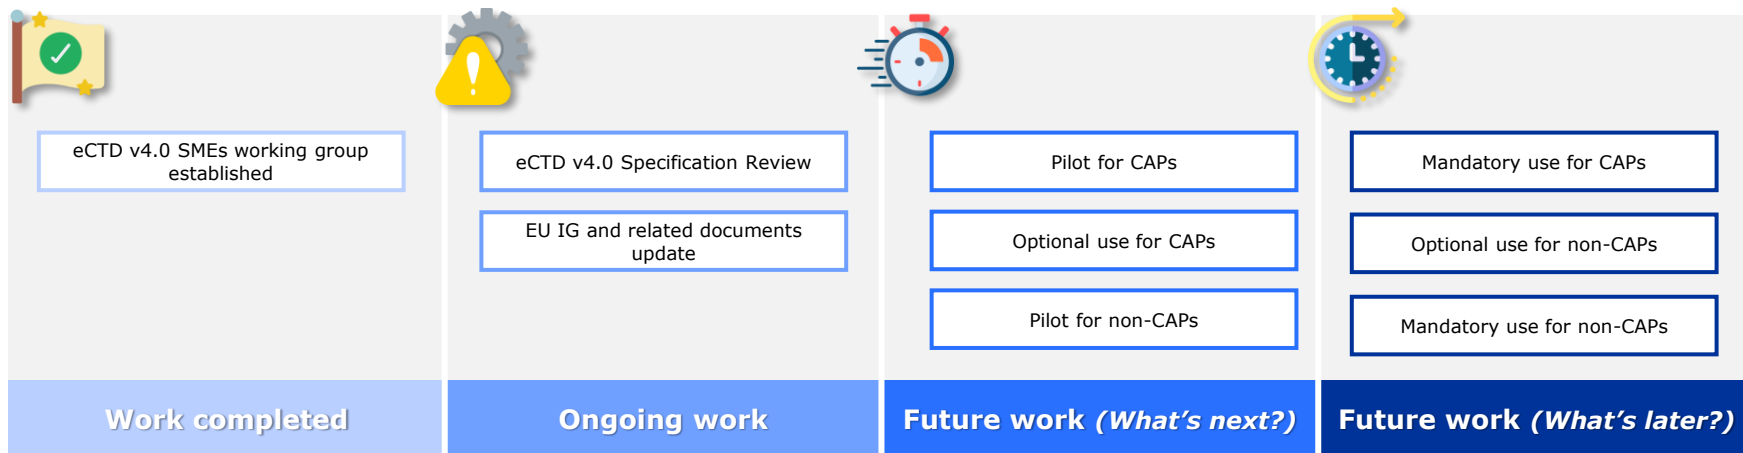 eCTD v4.0 SMEs working group
established
Work completed
eCTD v4.0 Specification Review
EU IG and related documents
update
Ongoing work
Pilot for CAPs
Optional use for CAPs
Pilot for non-CAPs
Future work (What's next?)
Mandatory use for CAPs
Optional use for non-CAPs
Mandatory use for non-CAPs
Future work (What's later?)